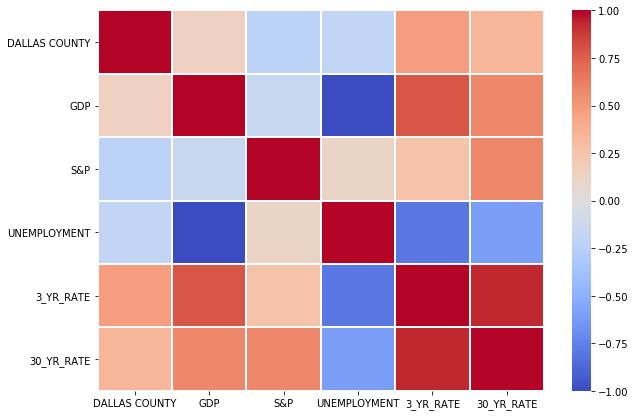 DALLAS COUNTY
GDP
S&P
UNEMPLOYMENT
3_YR_RATE
30_YR_RATE
DALLAS COUNTY GDP S&P UNEMPLOYMENT 3_YR_RATE 30_YR_RATE
1.00
0.75
0.50
0.25
0.00
−0.25
−0.50
−0.75
−1.00